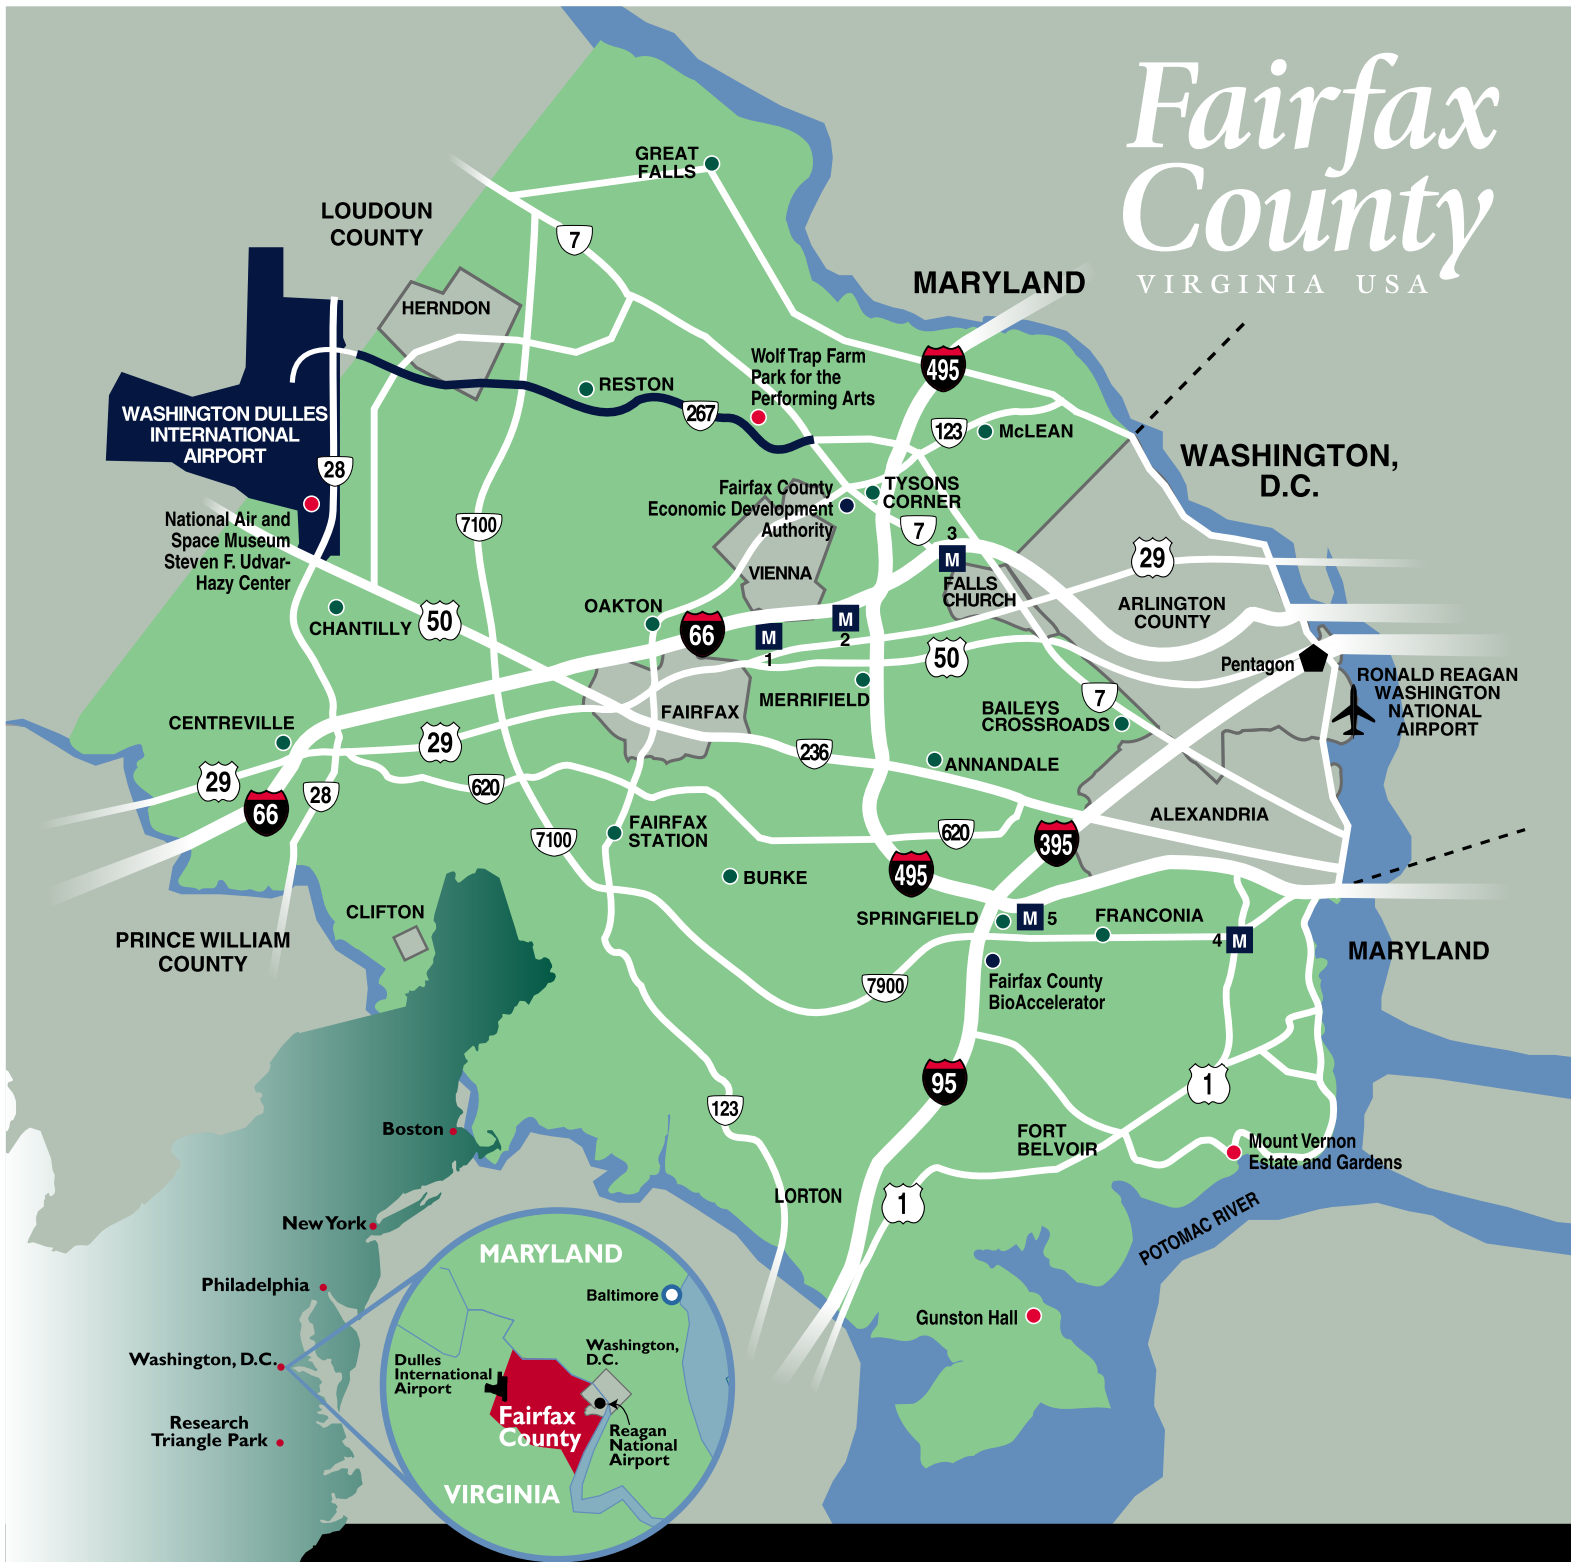 Fairfax
County
VIRGINIA USA
GREAT
FALLS
LOUDOUN
COUNTY
7
MARYLAND
HERNDON
495
Wolf Trap Farm
Park for the
Performing Arts
RESTON
267
WASHINGTON DULLES
INTERNATIONAL
AIRPORT
123
McLEAN
WASHINGTON,
D.C.
28
Fairfax County
Economic Development
Authority
TYSONS
CORNER
National Air and
Space Museum
Steven F. Udvar-
Hazy Center
7100
7
3
M
29
VIENNA
FALLS
CHURCH
OAKTON
ARLINGTON
COUNTY
CHANTILLY
50
66
M
1
M
2
50
Pentagon
RONALD REAGAN
WASHINGTON
NATIONAL
AIRPORT
MERRIFIELD
7
BAILEYS
CROSSROADS
FAIRFAX
CENTREVILLE
29
236
ANNANDALE
29
66
28
620
ALEXANDRIA
7100
FAIRFAX
STATION
620
395
BURKE
495
CLIFTON
SPRINGFIELD
M 5
FRANCONIA
4 M
PRINCE WILLIAM
COUNTY
MARYLAND
7900
Fairfax County
BioAccelerator
95
1
123
Boston
FORT
BELVOIR
Mount Vernon
Estate and Gardens
LORTON
1
POTOMAC RIVER
New York
Philadelphia
Gunston Hall
Washington, D.C.
Research
Triangle Park
MARYLAND
Baltimore
Washington,
D.C.
Dulles
International
Airport
Fairfax
County
Reagan
National
Airport
VIRGINIA